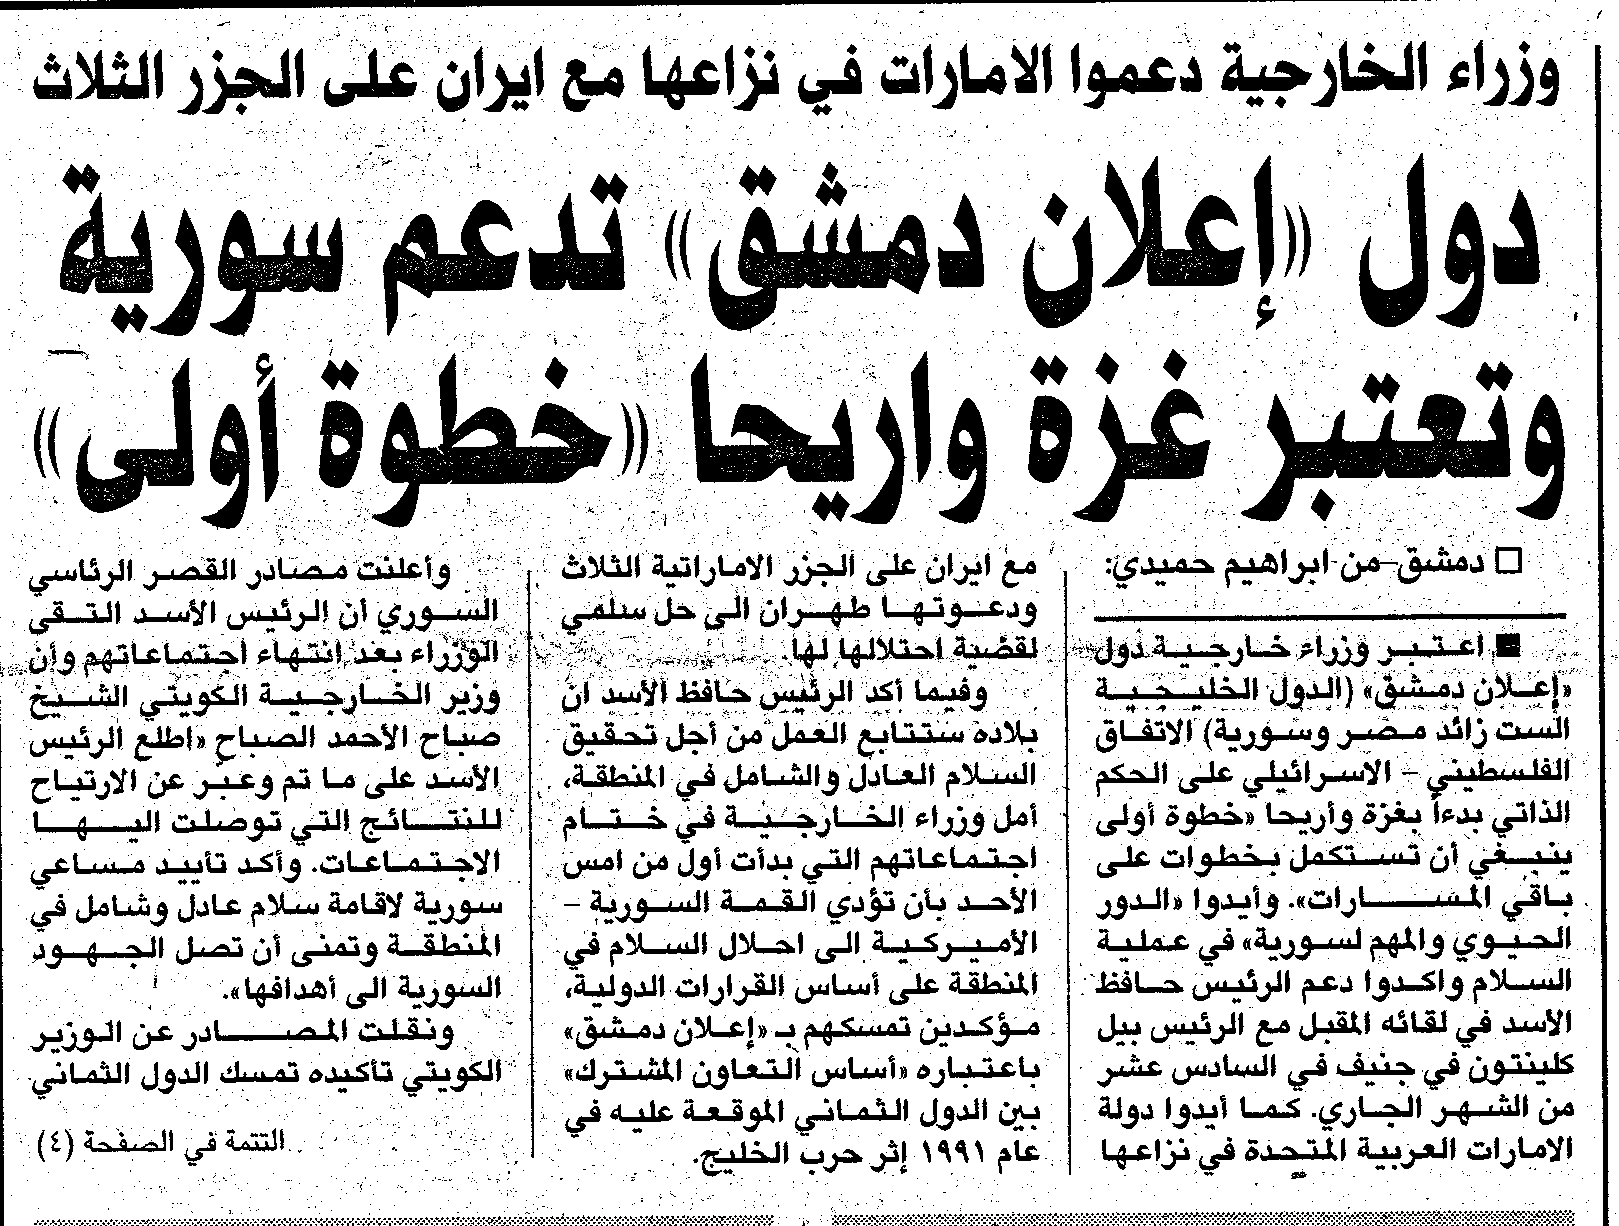 وزراء الخارجية دعموا الامارات في نزاعها مع ايران على الجزر الثلاث
دول «إعلان دمشق» تدعم سورية
وتعتبر غزة واريحا «خطوة أولى»
□ دمشق - من ابراهيم حميدي:
■ اعتبر وزراء خارجية دول
«إعلان دمشق» (الدول الخليجية
الست زائد مصر وسورية) الاتفاق
الفلسطيني - الاسرائيلي على الحكم
الذاتي بدءاً بغزة وأريحا «خطوة أولى
ينبغي أن تستكمل بخطوات على
باقي المسارات». وأيدوا «الدور
الحيوي والمهم لسورية» في عملية
السلام واكدوا دعم الرئيس حافظ
الأسد في لقائه المقبل مع الرئيس بيل
كلينتون في جنيف في السادس عشر
من الشهر الجاري. كما أيدوا دولة
الامارات العربية المتحدة في نزاعها
مع ايران على الجزر الاماراتية الثلاث
ودعوتها طهران الى حل سلمي
لقضية احتلالها لها.
وفيما أكد الرئيس حافظ الأسد ان
بلاده ستتابع العمل من أجل تحقيق
السلام العادل والشامل في المنطقة،
أمل وزراء الخارجية في ختام
اجتماعاتهم التي بدأت أول من امس
الأحد بأن تؤدي القمة السورية -
الأميركية الى احلال السلام في
المنطقة على أساس القرارات الدولية،
مؤكدين تمسكهم بـ «إعلان دمشق»
باعتباره «أساس التعاون المشترك»
بين الدول الثماني الموقعة عليه في
عام ١٩٩١ إثر حرب الخليج.
وأعلنت مصادر القصر الرئاسي
السوري أن الرئيس الأسد التقى
الوزراء بعد انتهاء اجتماعاتهم وأن
وزير الخارجية الكويتي الشيخ
صباح الأحمد الصباح «اطلع الرئيس
الأسد على ما تم وعبر عن الارتياح
للنتائج التي توصلت اليها
الاجتماعات. وأكد تأييد مساعي
سورية لاقامة سلام عادل وشامل في
المنطقة وتمنى أن تصل الجهود
السورية الى أهدافها».
ونقلت المصادر عن الوزير
الكويتي تأكيده تمسك الدول الثماني
التتمة في الصفحة (٤)